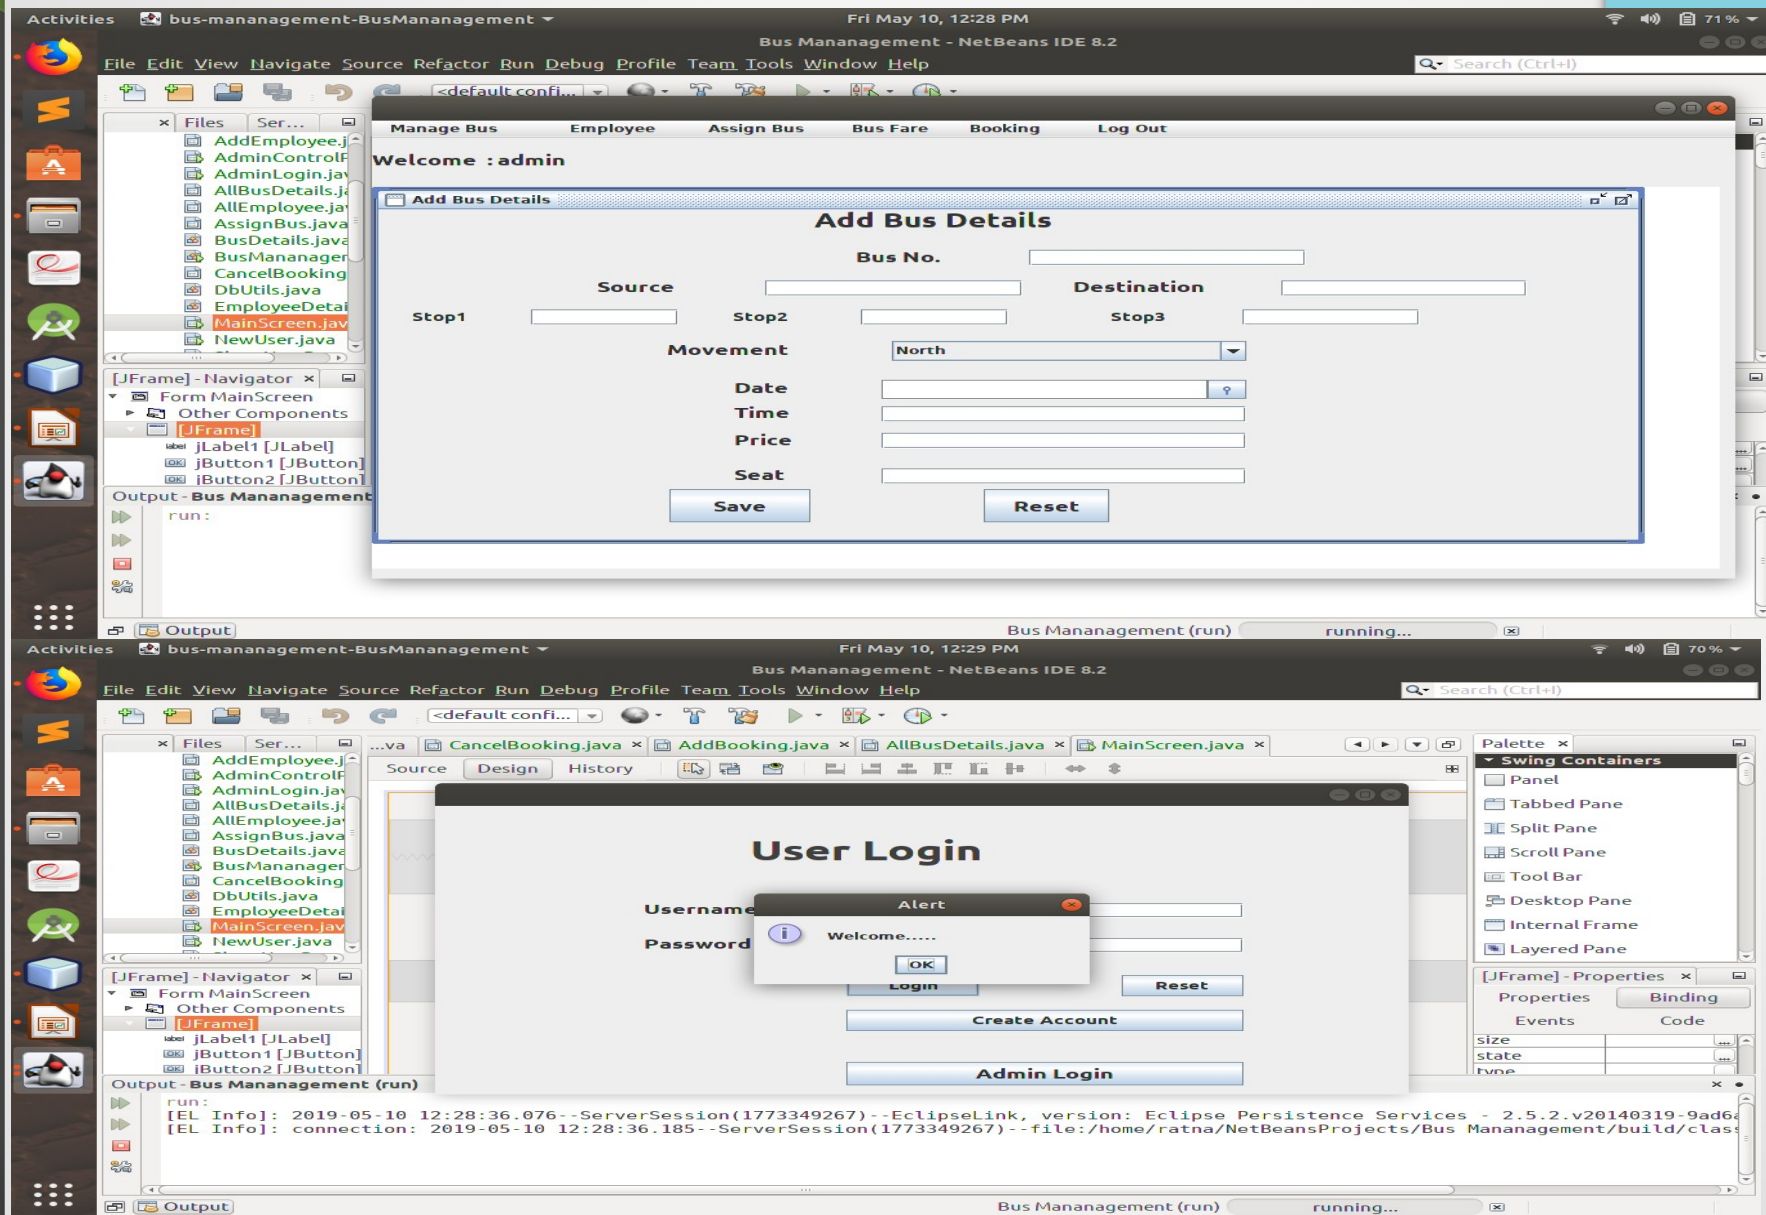 Activities bus-mananagement-BusMananagement Fri May 10, 12:28 PM 71 %
Bus Mananagement - NetBeans IDE 8.2
File Edit View Navigate Source Refactor Run Debug Profile Team Tools Window Help Search (Ctrl+I)
<default confi...
Files Ser...
Manage Bus Employee Assign Bus Bus Fare Booking Log Out
Welcome : admin
AddEmployee.j
AdminControlF
AdminLogin.jav
AllBusDetails.ja
AllEmployee.jav
AssignBus.java
BusDetails.java
BusMananager
CancelBooking
DbUtils.java
EmployeeDetai
MainScreen.jav
NewUser.java
Add Bus Details
Add Bus Details
Bus No.
Source Destination
Stop1 Stop2 Stop3
Movement North
Date
Time
Price
Seat
Save Reset
[JFrame] - Navigator
Form MainScreen
Other Components
[JFrame]
label jLabel1 [JLabel]
OK jButton1 [JButton]
OK jButton2 [JButton]
Output - Bus Mananagement
run:
Output Bus Mananagement (run) running...
Activities bus-mananagement-BusMananagement Fri May 10, 12:29 PM 70 %
Bus Mananagement - NetBeans IDE 8.2
File Edit View Navigate Source Refactor Run Debug Profile Team Tools Window Help Search (Ctrl+I)
<default confi...
Files Ser...
...va CancelBooking.java AddBooking.java AllBusDetails.java MainScreen.java
Source Design History
AddEmployee.j
AdminControlF
AdminLogin.jav
AllBusDetails.ja
AllEmployee.jav
AssignBus.java
BusDetails.java
BusMananager
CancelBooking
DbUtils.java
EmployeeDetai
MainScreen.jav
NewUser.java
User Login
Username
Password
Alert
Welcome.....
OK
Login Reset
Create Account
Admin Login
Palette
Swing Containers
Panel
Tabbed Pane
Split Pane
Scroll Pane
Tool Bar
Desktop Pane
Internal Frame
Layered Pane
[JFrame] - Properties
Properties Binding
Events Code
size ...
state ...
type
[JFrame] - Navigator
Form MainScreen
Other Components
[JFrame]
label jLabel1 [JLabel]
OK jButton1 [JButton]
OK jButton2 [JButton]
Output - Bus Mananagement (run)
run:
[EL Info]: 2019-05-10 12:28:36.076--ServerSession(1773349267)--EclipseLink, version: Eclipse Persistence Services - 2.5.2.v20140319-9ad6a
[EL Info]: connection: 2019-05-10 12:28:36.185--ServerSession(1773349267)--file:/home/ratna/NetBeansProjects/Bus Mananagement/build/clas
Output Bus Mananagement (run) running...